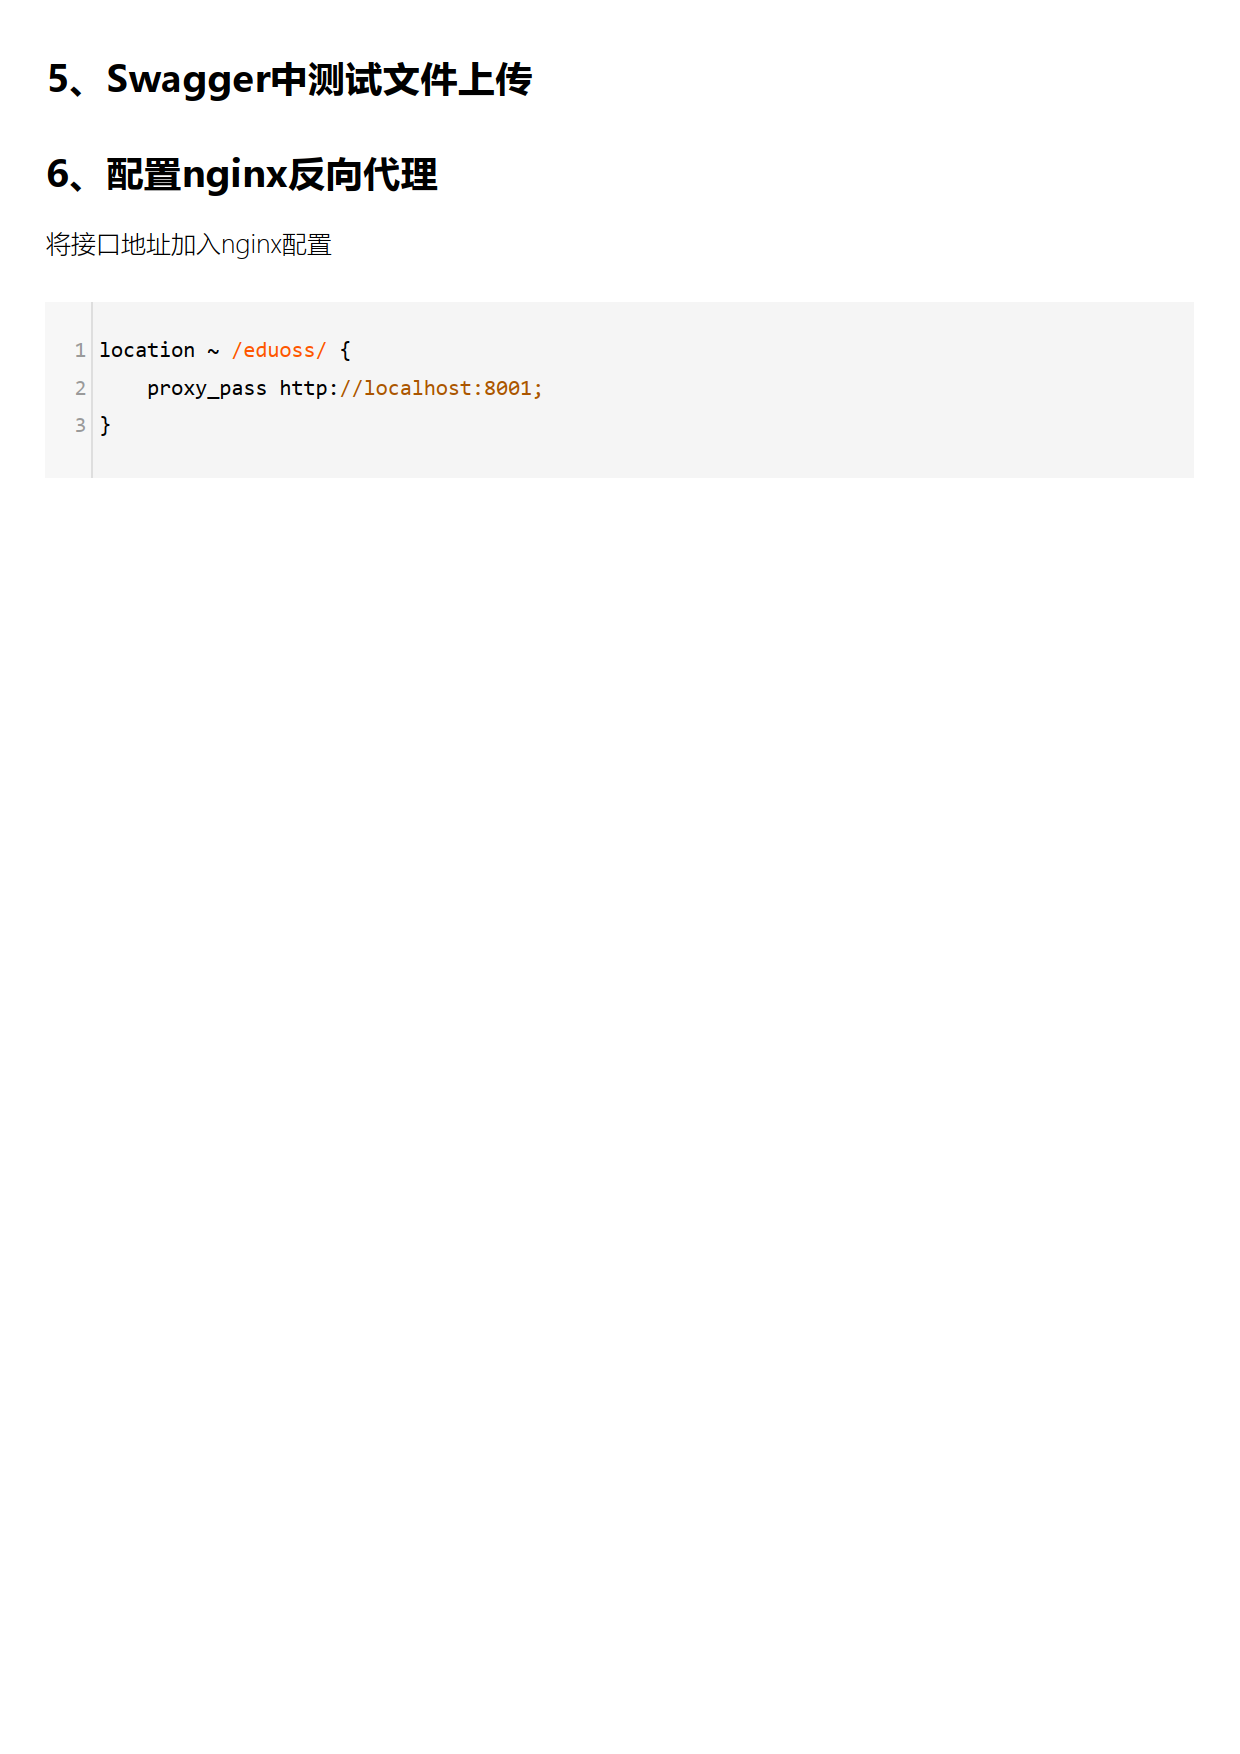 5、Swagger中测试文件上传
6、配置nginx反向代理
将接口地址加入nginx配置
1 location ~ /eduoss/ {
2     proxy_pass http://localhost:8001;
3 }